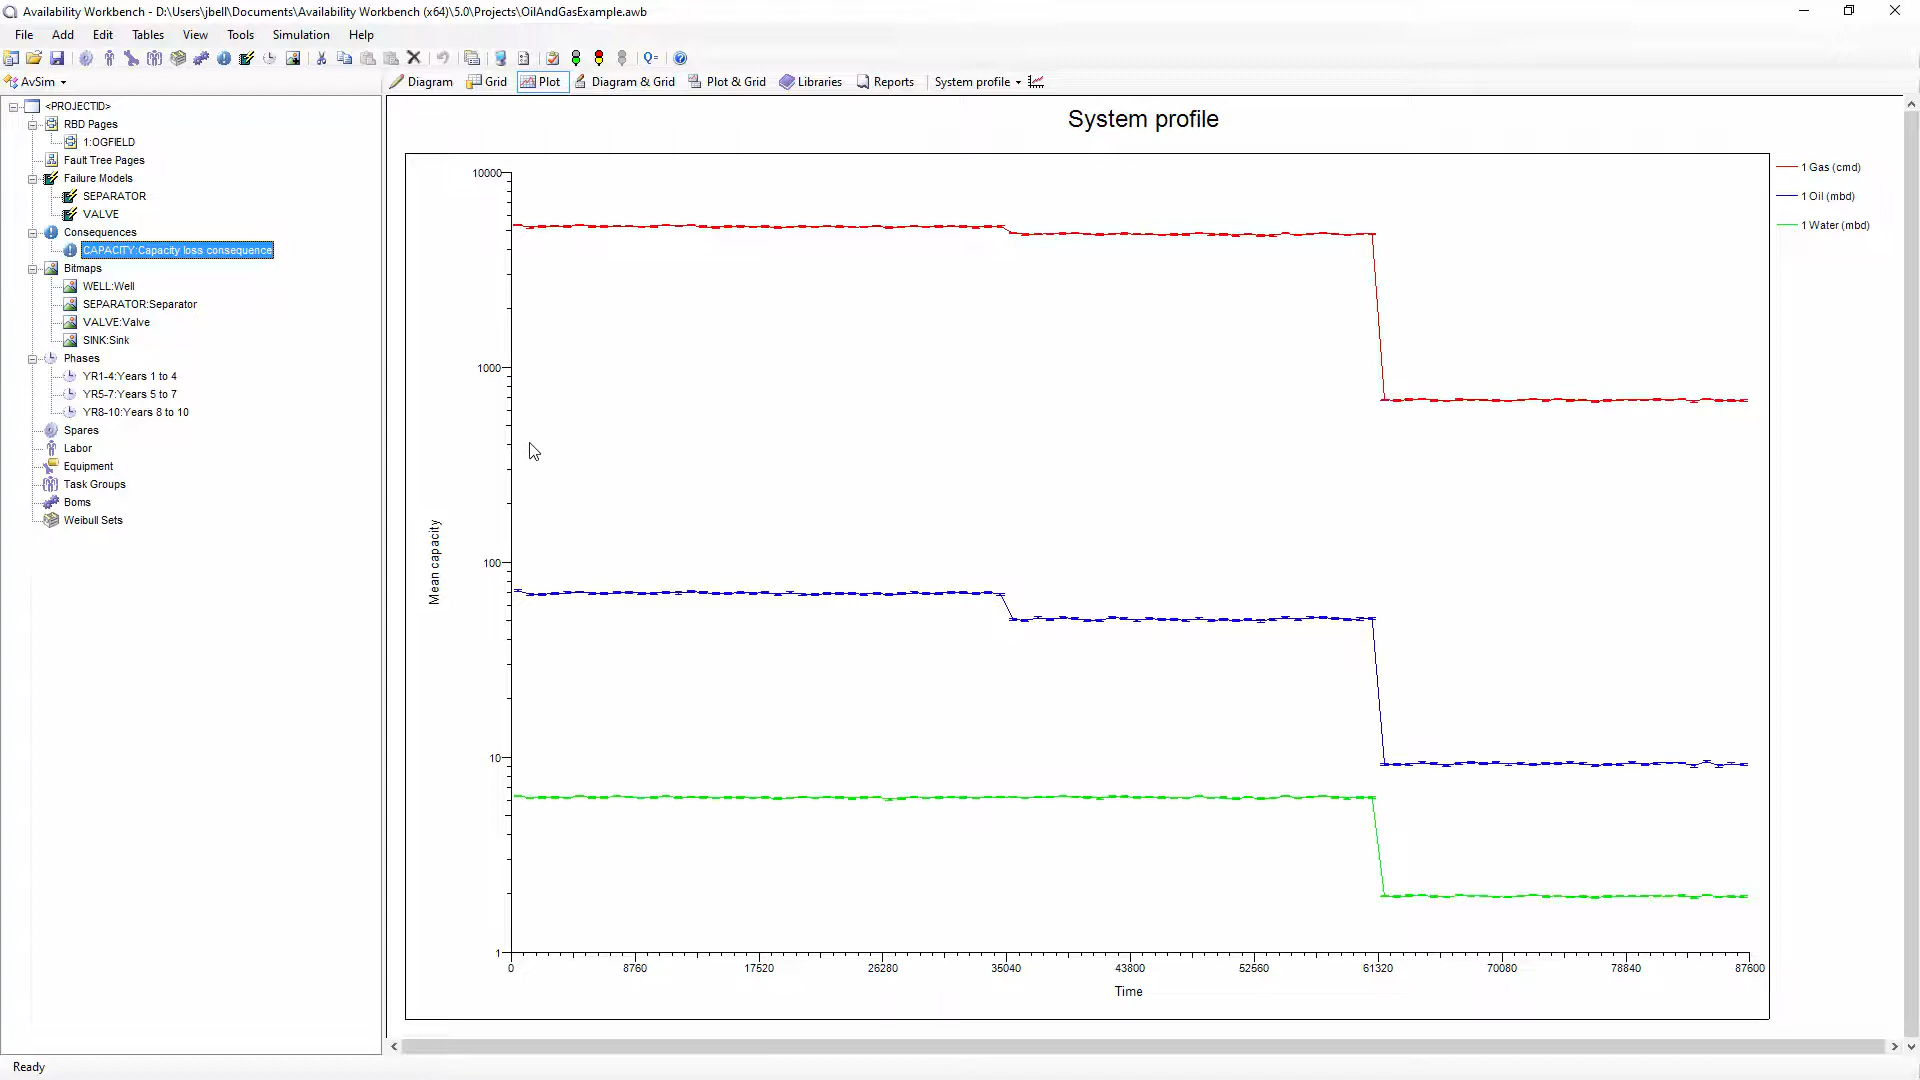 Availability Workbench - D:\Users\jbell\Documents\Availability Workbench (x64)\5.0\Projects\OilAndGasExample.awb
File Add Edit Tables View Tools Simulation Help
AvSim
Diagram Grid Plot Diagram & Grid Plot & Grid Libraries Reports System profile
<PROJECTID>
RBD Pages
1:OGFIELD
Fault Tree Pages
Failure Models
SEPARATOR
VALVE
Consequences
CAPACITY:Capacity loss consequence
Bitmaps
WELL:Well
SEPARATOR:Separator
VALVE:Valve
SINK:Sink
Phases
YR1-4:Years 1 to 4
YR5-7:Years 5 to 7
YR8-10:Years 8 to 10
Spares
Labor
Equipment
Task Groups
Boms
Weibull Sets
System profile
10000
1000
100
10
1
Mean capacity
0 8760 17520 26280 35040 43800 52560 61320 70080 78840 87600
Time
1 Gas (cmd)
1 Oil (mbd)
1 Water (mbd)
Ready